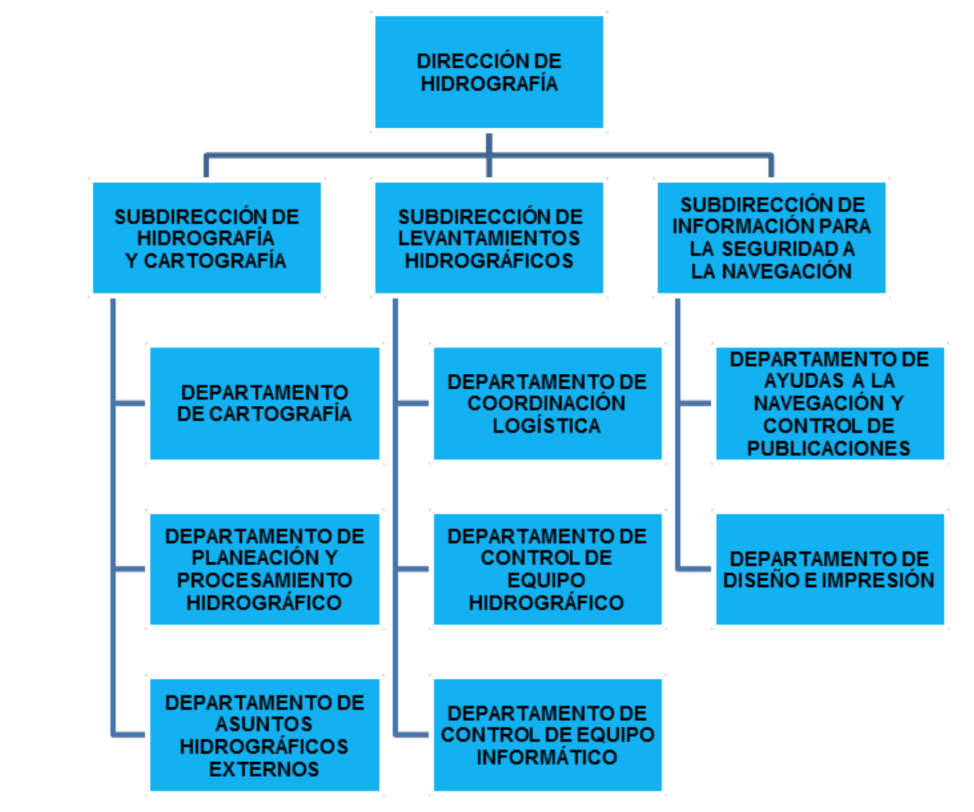 DIRECCIÓN DE
HIDROGRAFÍA
SUBDIRECCIÓN DE
HIDROGRAFÍA
Y CARTOGRAFÍA
SUBDIRECCIÓN DE
LEVANTAMIENTOS
HIDROGRÁFICOS
SUBDIRECCIÓN DE
INFORMACIÓN PARA
LA SEGURIDAD A
LA NAVEGACIÓN
DEPARTAMENTO
DE CARTOGRAFÍA
DEPARTAMENTO DE
COORDINACIÓN
LOGÍSTICA
DEPARTAMENTO DE
AYUDAS A LA
NAVEGACIÓN Y
CONTROL DE
PUBLICACIONES
DEPARTAMENTO DE
PLANEACIÓN Y
PROCESAMIENTO
HIDROGRÁFICO
DEPARTAMENTO DE
CONTROL DE
EQUIPO
HIDROGRÁFICO
DEPARTAMENTO DE
DISEÑO E IMPRESIÓN
DEPARTAMENTO DE
ASUNTOS
HIDROGRÁFICOS
EXTERNOS
DEPARTAMENTO DE
CONTROL DE EQUIPO
INFORMÁTICO